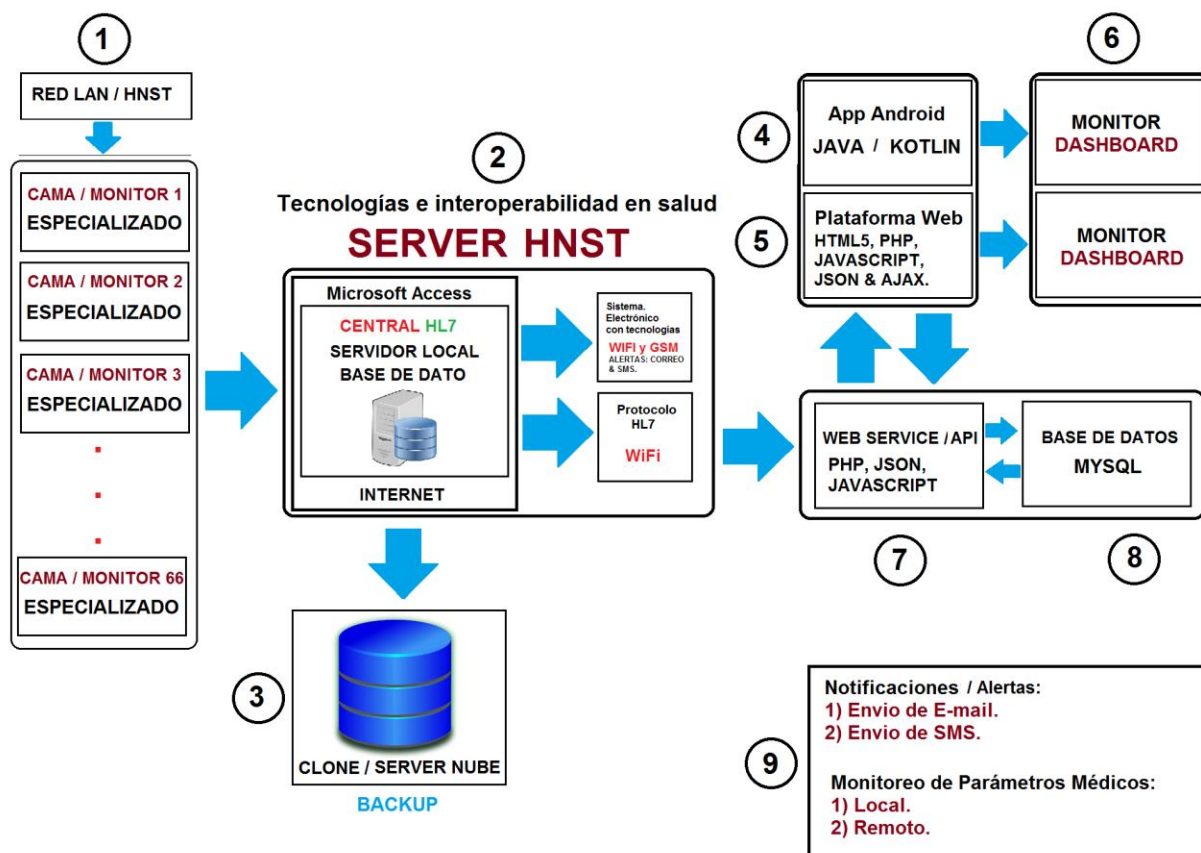 1
RED LAN / HNST
CAMA / MONITOR 1
ESPECIALIZADO
CAMA / MONITOR 2
ESPECIALIZADO
CAMA / MONITOR 3
ESPECIALIZADO
CAMA / MONITOR 66
ESPECIALIZADO
2
Tecnologías e interoperabilidad en salud
SERVER HNST
Microsoft Access
CENTRAL HL7
SERVIDOR LOCAL
BASE DE DATO
INTERNET
Sistema.
Electrónico
con tecnologías
WIFI y GSM
ALERTAS: CORREO
& SMS.
Protocolo
HL7
WiFi
3
CLONE / SERVER NUBE
BACKUP
4
App Android
JAVA / KOTLIN
5
Plataforma Web
HTML5, PHP,
JAVASCRIPT,
JSON & AJAX.
6
MONITOR
DASHBOARD
MONITOR
DASHBOARD
WEB SERVICE / API
PHP, JSON,
JAVASCRIPT
7
BASE DE DATOS
MYSQL
8
9
Notificaciones / Alertas:
1) Envio de E-mail.
2) Envio de SMS.
Monitoreo de Parámetros Médicos:
1) Local.
2) Remoto.